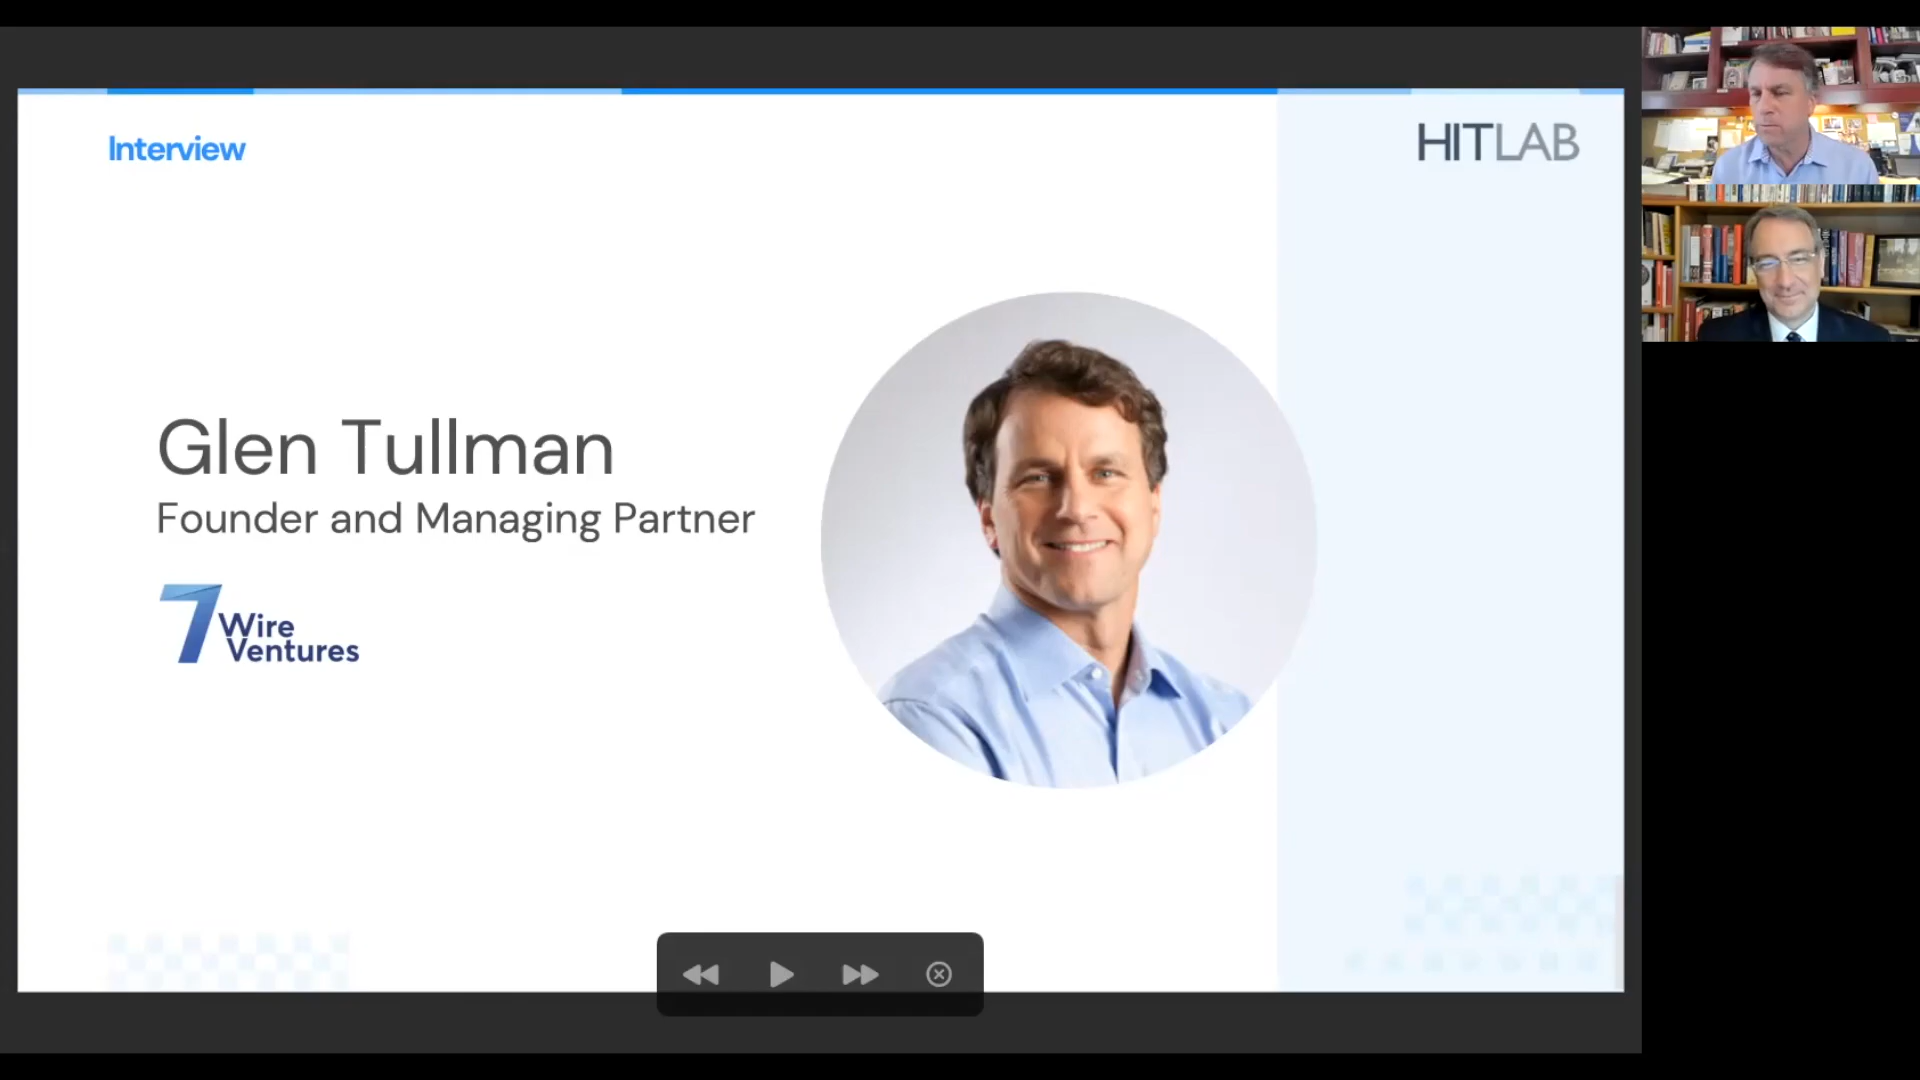 Interview
HITLAB
Glen Tullman
Founder and Managing Partner
7
Wire
Ventures